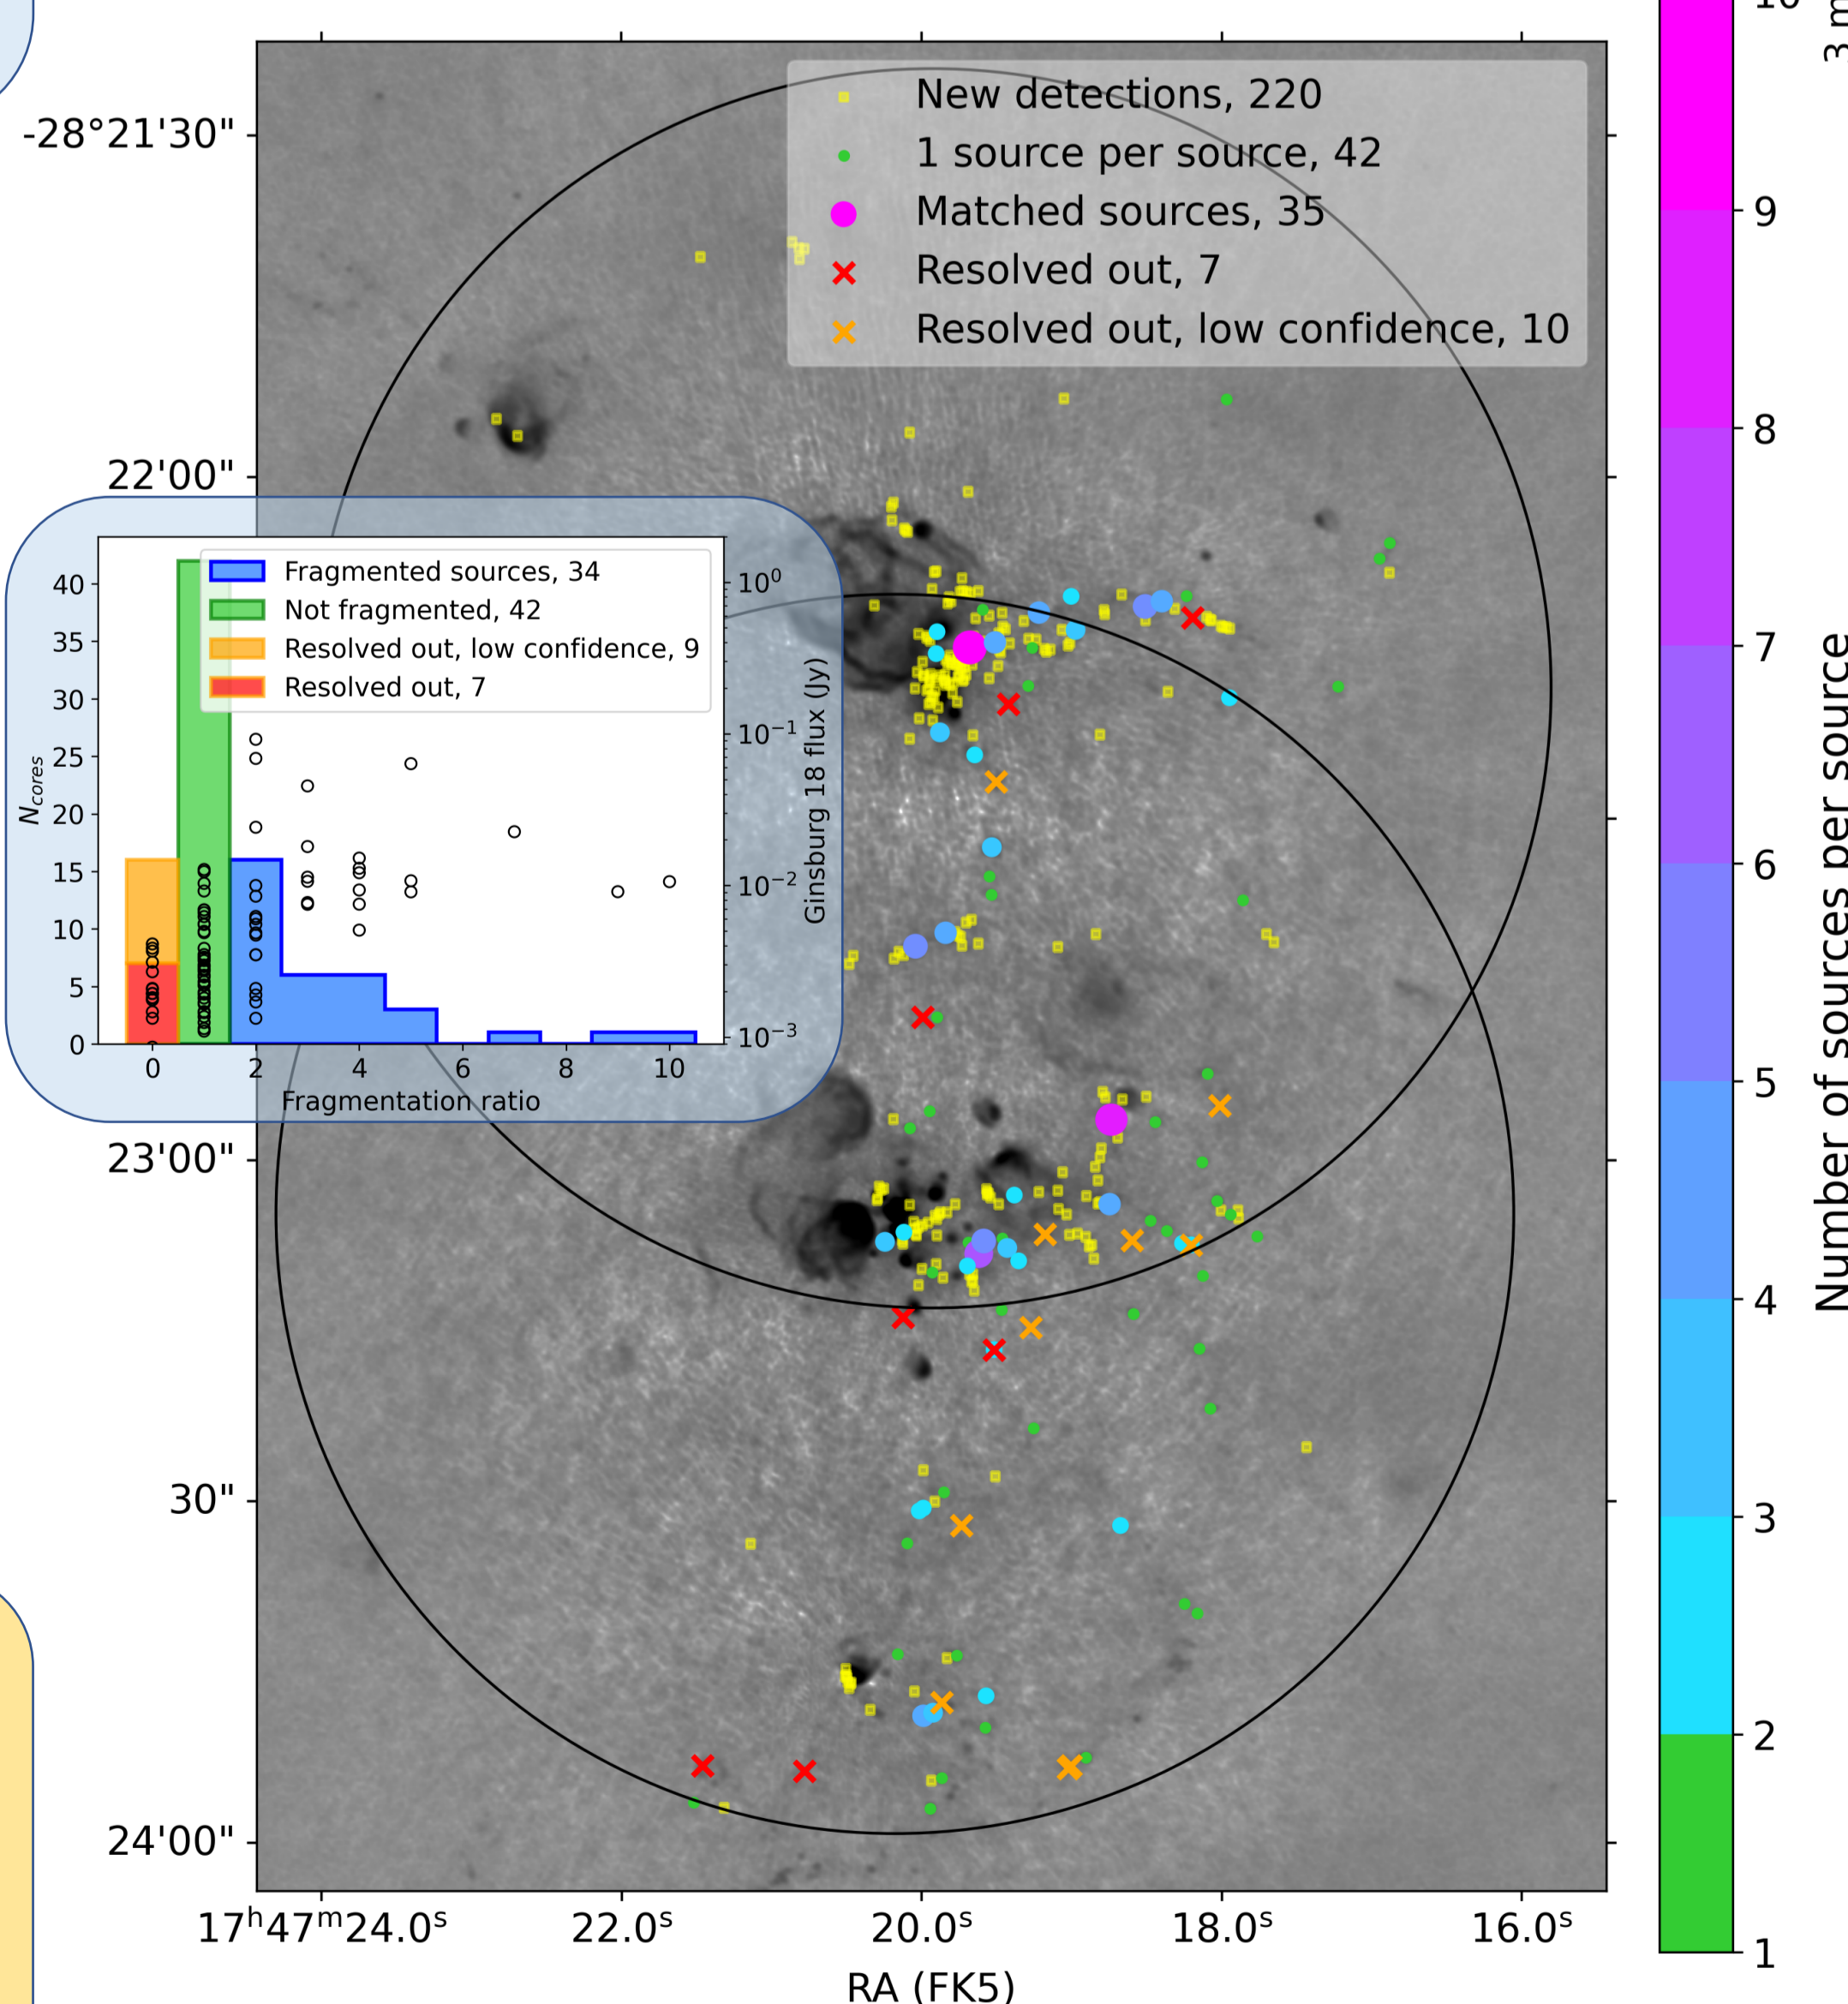 New detections, 220
1 source per source, 42
Matched sources, 35
Resolved out, 7
Resolved out, low confidence, 10
-28°21'30"
22'00"
23'00"
30"
24'00"
17ʰ47ᵐ24.0ˢ 22.0ˢ 20.0ˢ 18.0ˢ 16.0ˢ
RA (FK5)
Fragmented sources, 34
Not fragmented, 42
Resolved out, low confidence, 9
Resolved out, 7
N_cores
40
35
30
25
20
15
10
5
0
0 2 4 6 8 10
Fragmentation ratio
10⁰
10⁻¹
10⁻²
10⁻³
Ginsburg 18 flux (Jy)
9
8
7
6
5
4
3
2
1
Number of sources per source
3 m